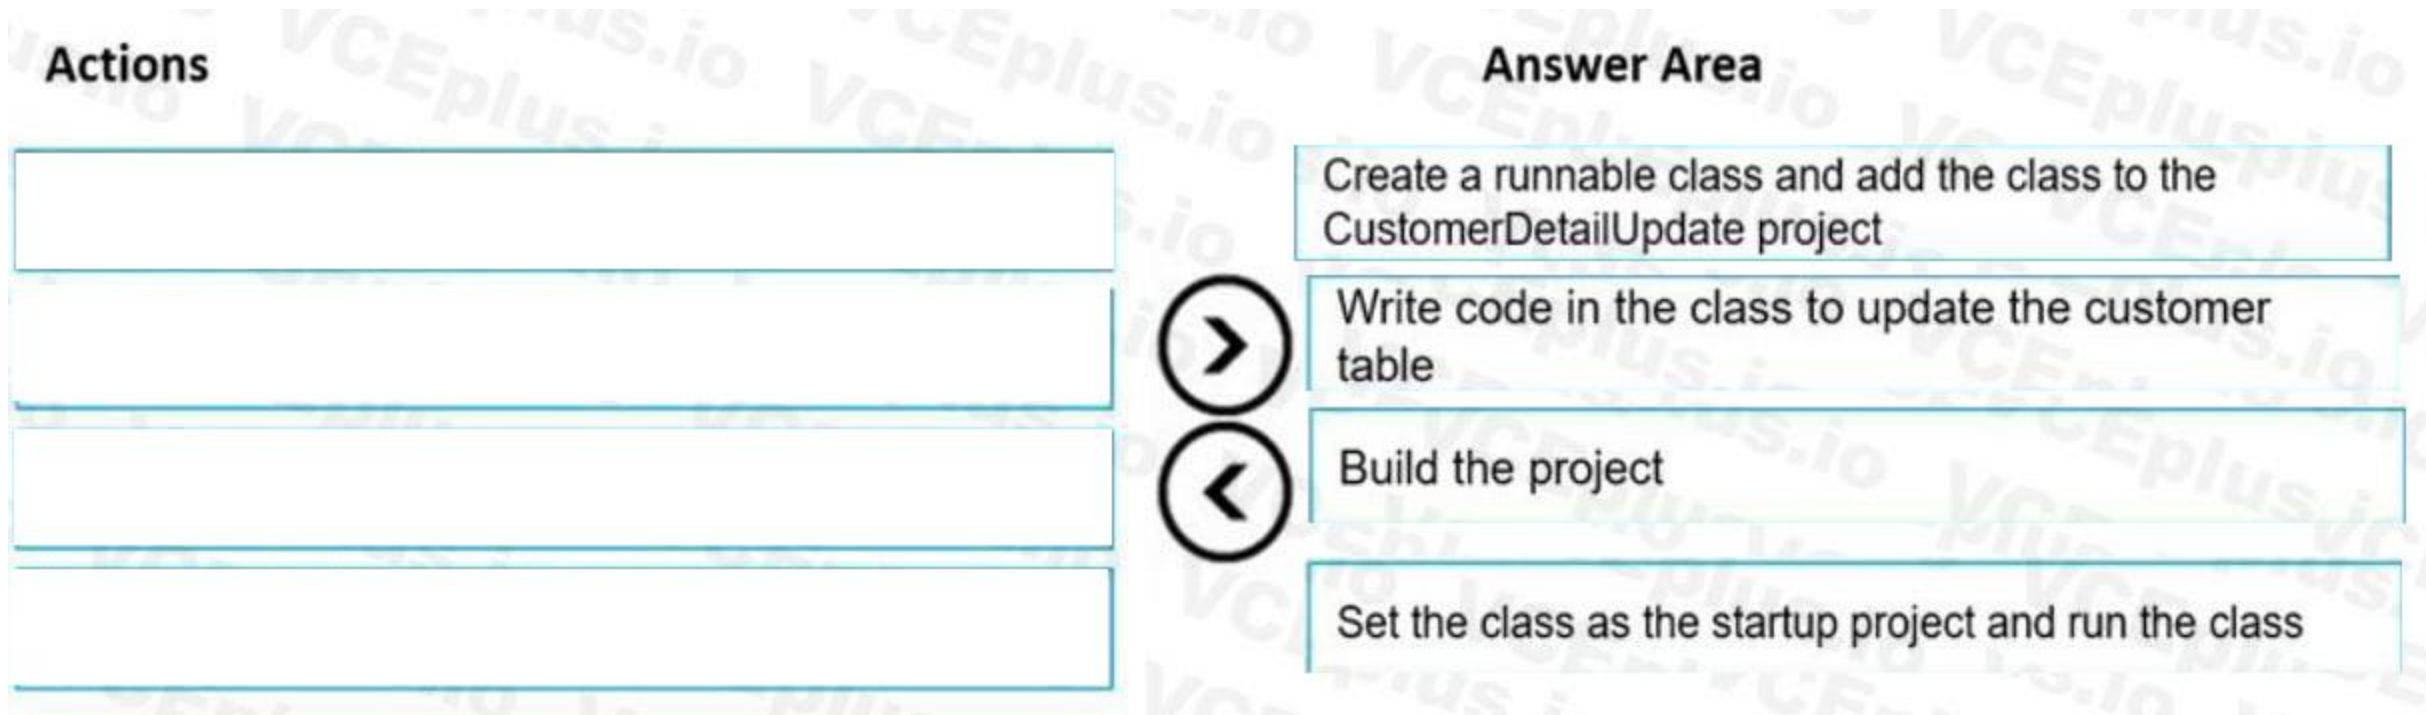 Actions
Answer Area
Create a runnable class and add the class to the
CustomerDetailUpdate project
Write code in the class to update the customer
table
Build the project
Set the class as the startup project and run the class